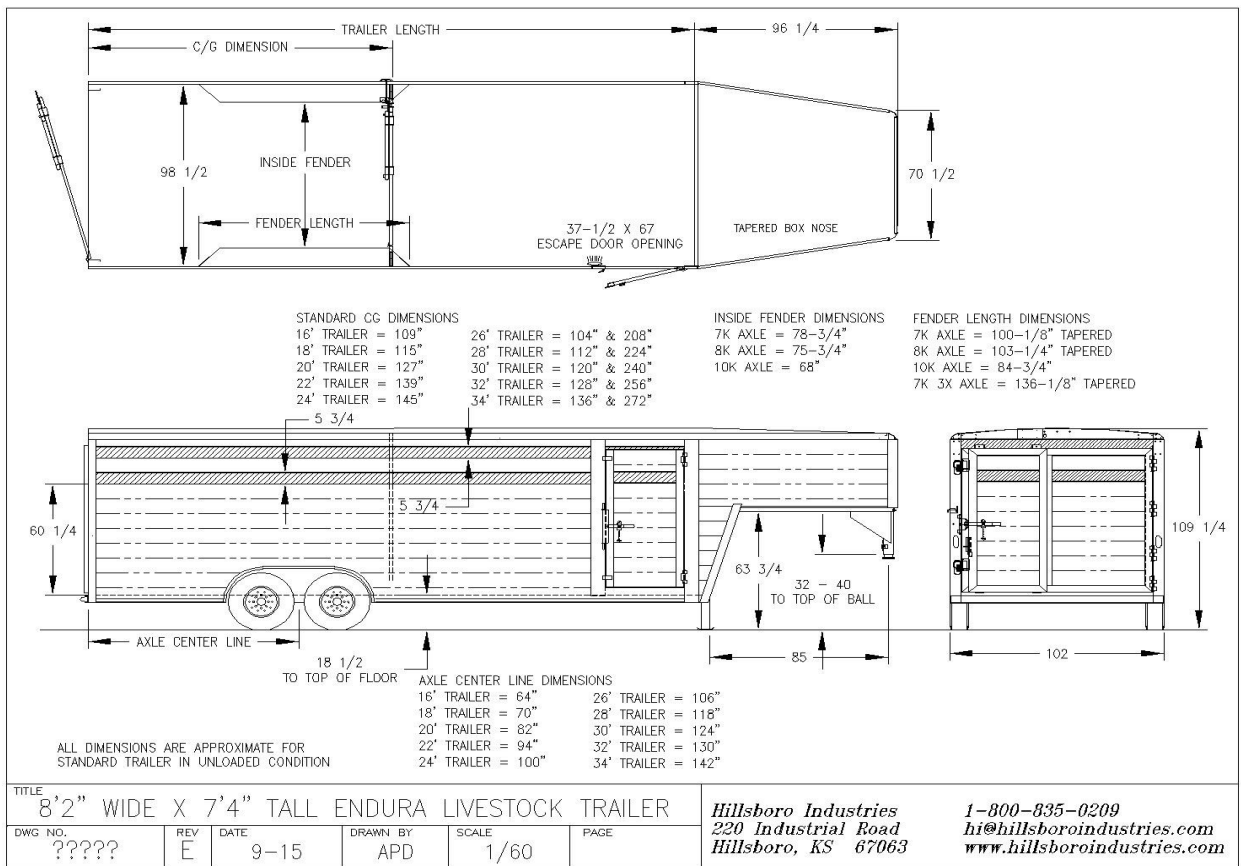 TRAILER LENGTH
96 1/4
C/G DIMENSION
98 1/2
INSIDE FENDER
FENDER LENGTH
37-1/2 X 67
ESCAPE DOOR OPENING
TAPERED BOX NOSE
70 1/2
STANDARD CG DIMENSIONS
16' TRAILER = 109"
18' TRAILER = 115"
20' TRAILER = 127"
22' TRAILER = 139"
24' TRAILER = 145"
26' TRAILER = 104" & 208"
28' TRAILER = 112" & 224"
30' TRAILER = 120" & 240"
32' TRAILER = 128" & 256"
34' TRAILER = 136" & 272"
INSIDE FENDER DIMENSIONS
7K AXLE = 78-3/4"
8K AXLE = 75-3/4"
10K AXLE = 68"
FENDER LENGTH DIMENSIONS
7K AXLE = 100-1/8" TAPERED
8K AXLE = 103-1/4" TAPERED
10K AXLE = 84-3/4"
7K 3X AXLE = 136-1/8" TAPERED
5 3/4
5 3/4
60 1/4
63 3/4
32 - 40
TO TOP OF BALL
109 1/4
AXLE CENTER LINE
18 1/2
TO TOP OF FLOOR
85
102
AXLE CENTER LINE DIMENSIONS
16' TRAILER = 64"
18' TRAILER = 70"
20' TRAILER = 82"
22' TRAILER = 94"
24' TRAILER = 100"
26' TRAILER = 106"
28' TRAILER = 118"
30' TRAILER = 124"
32' TRAILER = 130"
34' TRAILER = 142"
ALL DIMENSIONS ARE APPROXIMATE FOR
STANDARD TRAILER IN UNLOADED CONDITION
TITLE
8'2" WIDE X 7'4" TALL ENDURA LIVESTOCK TRAILER
DWG NO.
?????
REV
E
DATE
9-15
DRAWN BY
APD
SCALE
1/60
PAGE
Hillsboro Industries
220 Industrial Road
Hillsboro, KS 67063
1-800-835-0209
hi@hillsboroindustries.com
www.hillsboroindustries.com